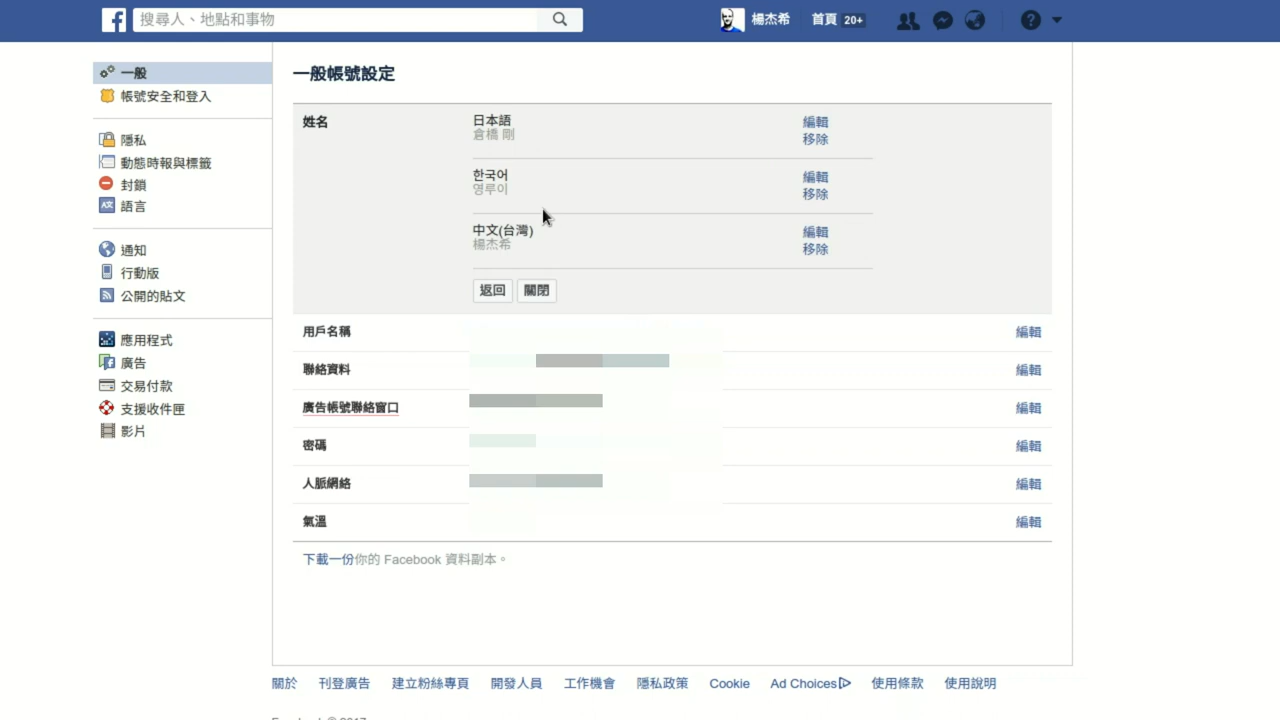 搜尋人、地點和事物
楊杰希
首頁 20+
一般
帳號安全和登入
隱私
動態時報與標籤
封鎖
語言
通知
行動版
公開的貼文
應用程式
廣告
交易付款
支援收件匣
影片
一般帳號設定
姓名
日本語
倉橋 剛
編輯
移除
한국어
영루이
編輯
移除
中文(台灣)
楊杰希
編輯
移除
返回 關閉
用戶名稱 編輯
聯絡資料 編輯
廣告帳號聯絡窗口 編輯
密碼 編輯
人脈網絡 編輯
氣溫 編輯
下載一份你的 Facebook 資料副本。
關於 刊登廣告 建立粉絲專頁 開發人員 工作機會 隱私政策 Cookie Ad Choices 使用條款 使用說明
Facebook © 2017